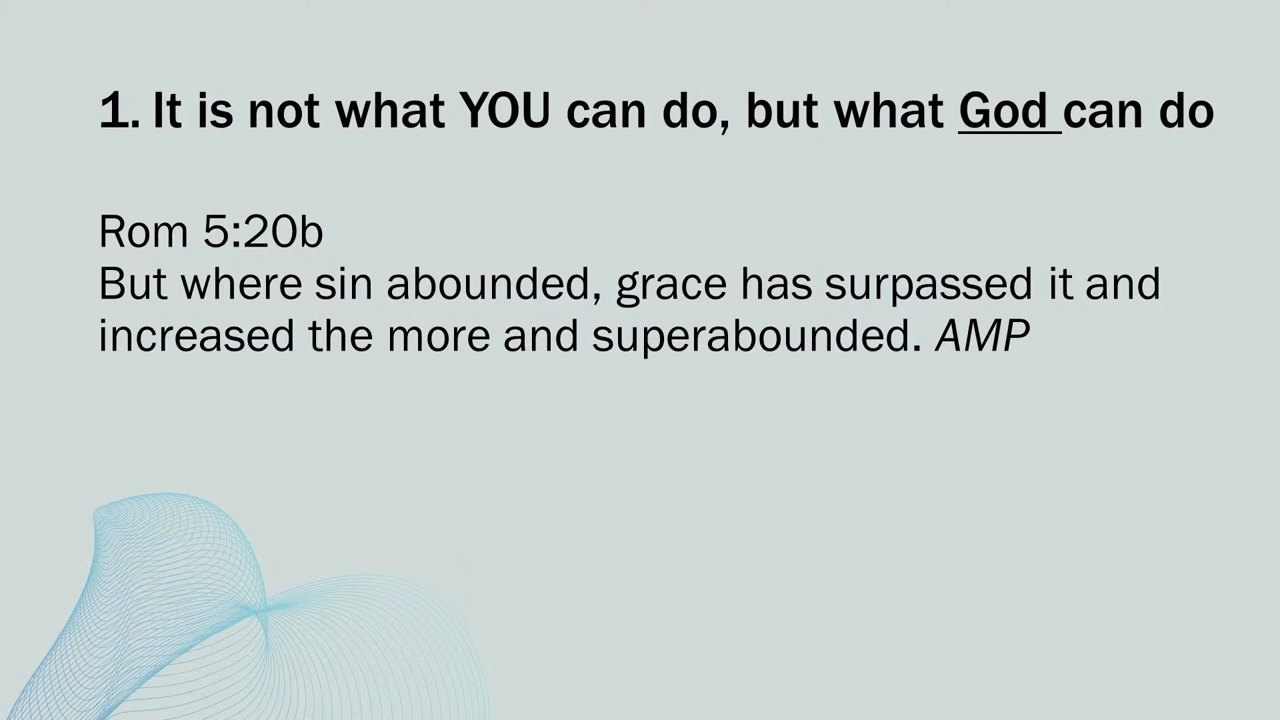 1. It is not what YOU can do, but what God can do
Rom 5:20b
But where sin abounded, grace has surpassed it and
increased the more and superabounded. AMP